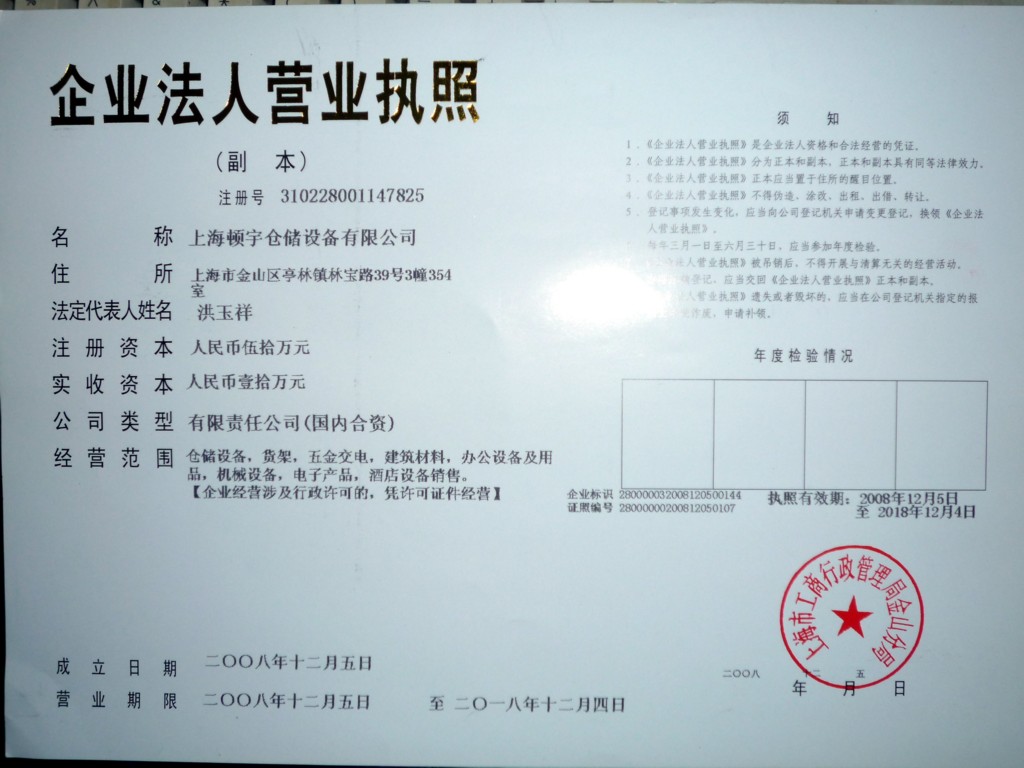 企业法人营业执照
（副 本）
注册号 310228001147825
名 称 上海顿宇仓储设备有限公司
住 所 上海市金山区亭林镇林宝路39号3幢354
室
法定代表人姓名 洪玉祥
注册资本 人民币伍拾万元
实收资本 人民币壹拾万元
公司类型 有限责任公司(国内合资)
经营范围 仓储设备，货架，五金交电，建筑材料，办公设备及用
品，机械设备，电子产品，酒店设备销售。
【企业经营涉及行政许可的，凭许可证件经营】
成立日期 二〇〇八年十二月五日
营业期限 二〇〇八年十二月五日 至 二〇一八年十二月四日
须 知
1．《企业法人营业执照》是企业法人资格和合法经营的凭证。
2．《企业法人营业执照》分为正本和副本，正本和副本具有同等法律效力。
3．《企业法人营业执照》正本应当置于住所的醒目位置。
4．《企业法人营业执照》不得伪造、涂改、出租、出借、转让。
5．登记事项发生变化，应当向公司登记机关申请变更登记，换领《企业法
人营业执照》。
每年三月一日至六月三十日，应当参加年度检验。
法人营业执照》被吊销后，不得开展与清算无关的经营活动。
登记，应当交回《企业法人营业执照》正本和副本。
人营业执照》遗失或者毁坏的，应当在公司登记机关指定的报
作废，申请补领。
年度检验情况
企业标识 28000003200812050​0144
证照编号 28000000200812050107
执照有效期：2008年12月5日
至 2018年12月4日
上海市工商行政管理局金山分局
二〇〇八 十二 五
年 月 日